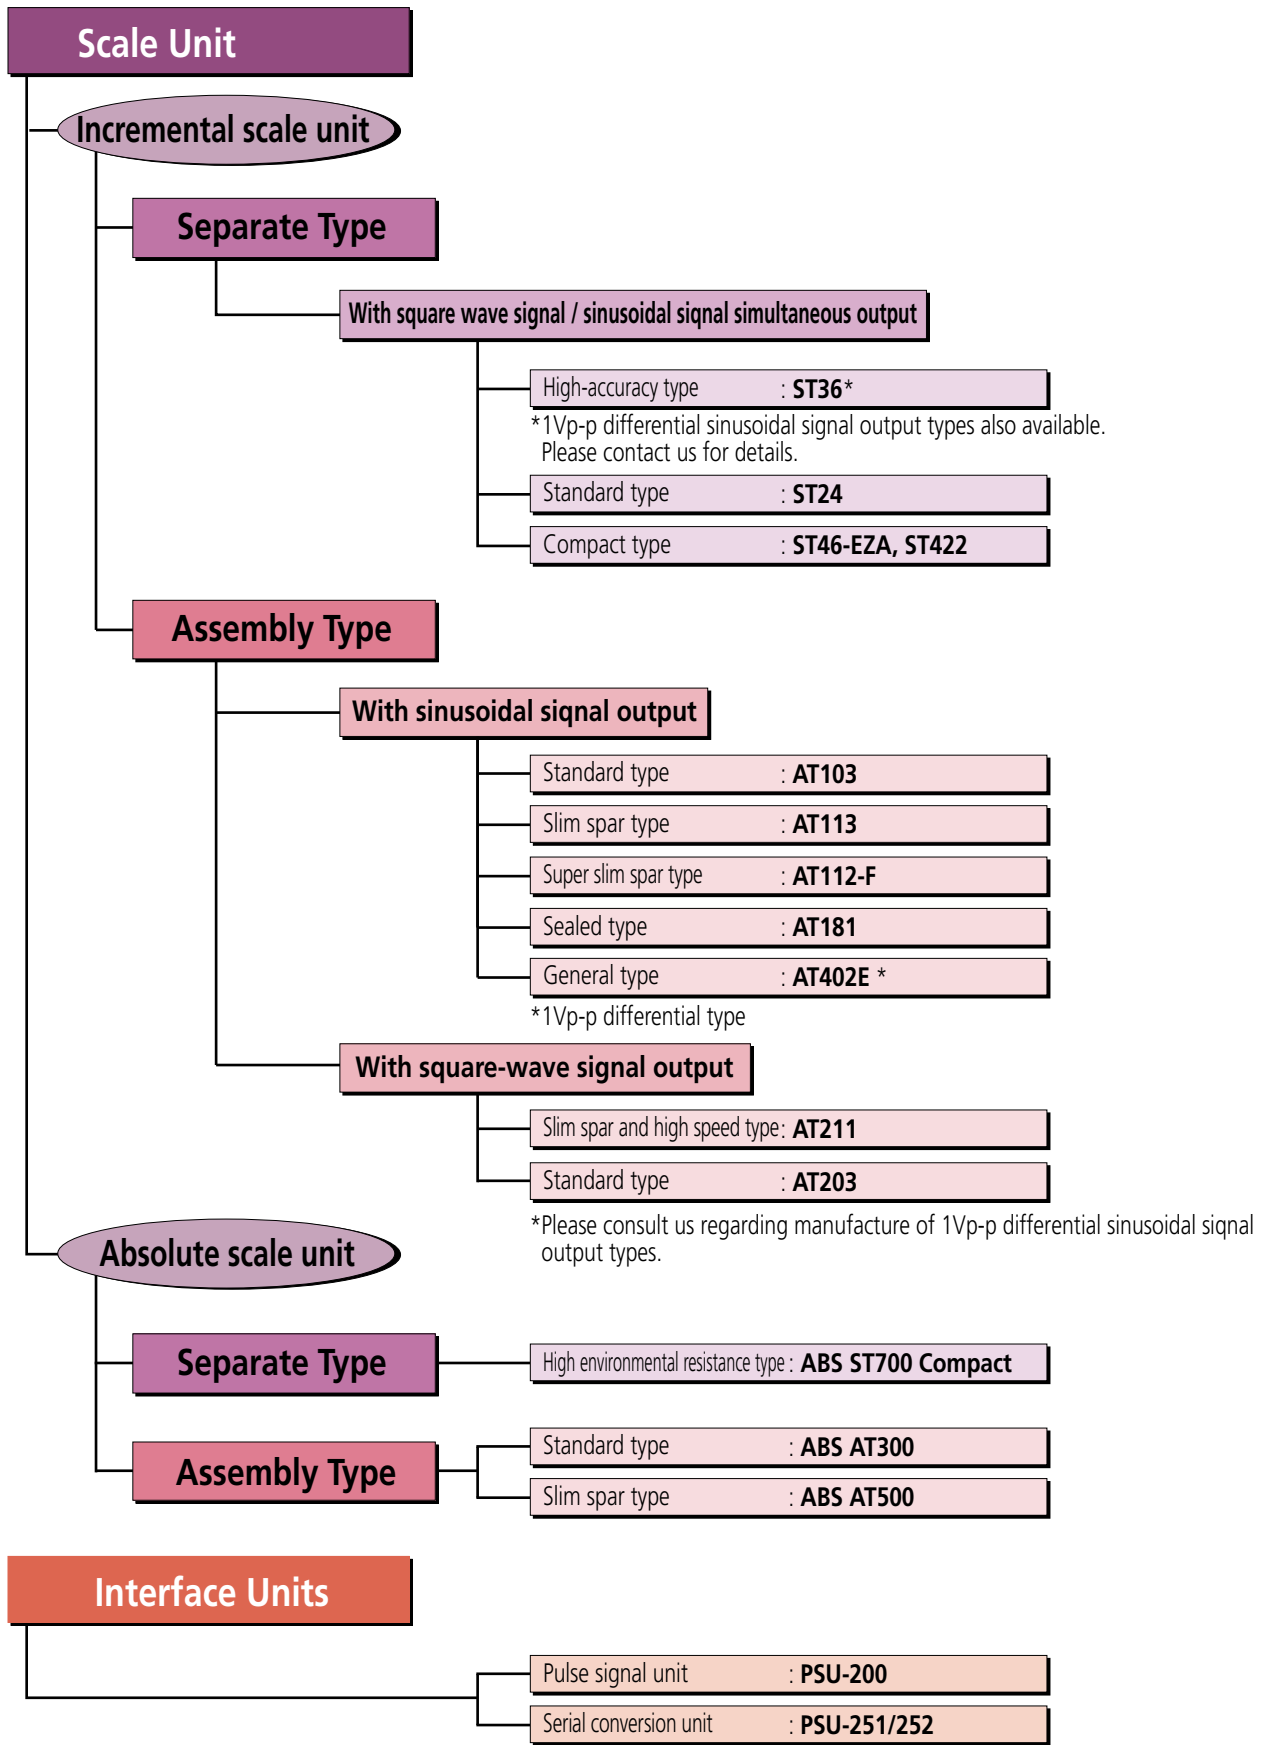 Scale Unit
Incremental scale unit
Separate Type
With square wave signal / sinusoidal siqnal simultaneous output
High-accuracy type : ST36*
*1Vp-p differential sinusoidal signal output types also available.
Please contact us for details.
Standard type : ST24
Compact type : ST46-EZA, ST422
Assembly Type
With sinusoidal siqnal output
Standard type : AT103
Slim spar type : AT113
Super slim spar type : AT112-F
Sealed type : AT181
General type : AT402E *
*1Vp-p differential type
With square-wave signal output
Slim spar and high speed type: AT211
Standard type : AT203
*Please consult us regarding manufacture of 1Vp-p differential sinusoidal siqnal
output types.
Absolute scale unit
Separate Type
High environmental resistance type : ABS ST700 Compact
Assembly Type
Standard type : ABS AT300
Slim spar type : ABS AT500
Interface Units
Pulse signal unit : PSU-200
Serial conversion unit : PSU-251/252